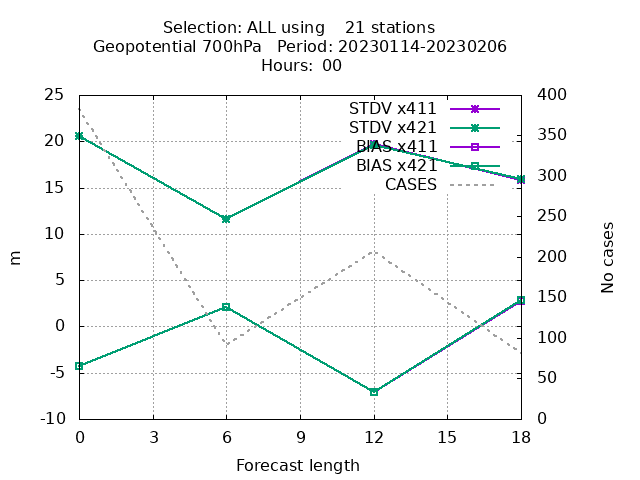 Selection: ALL using    21 stations
Geopotential 700hPa   Period: 20230114-20230206
Hours: 00
25 400
STDV x411
STDV x421
20 350
BIAS x411
BIAS x421
15 300
CASES
10 250
5 200
0 150
-5 100
50
-10 0
m
No cases
0 3 6 9 12 15 18
Forecast length